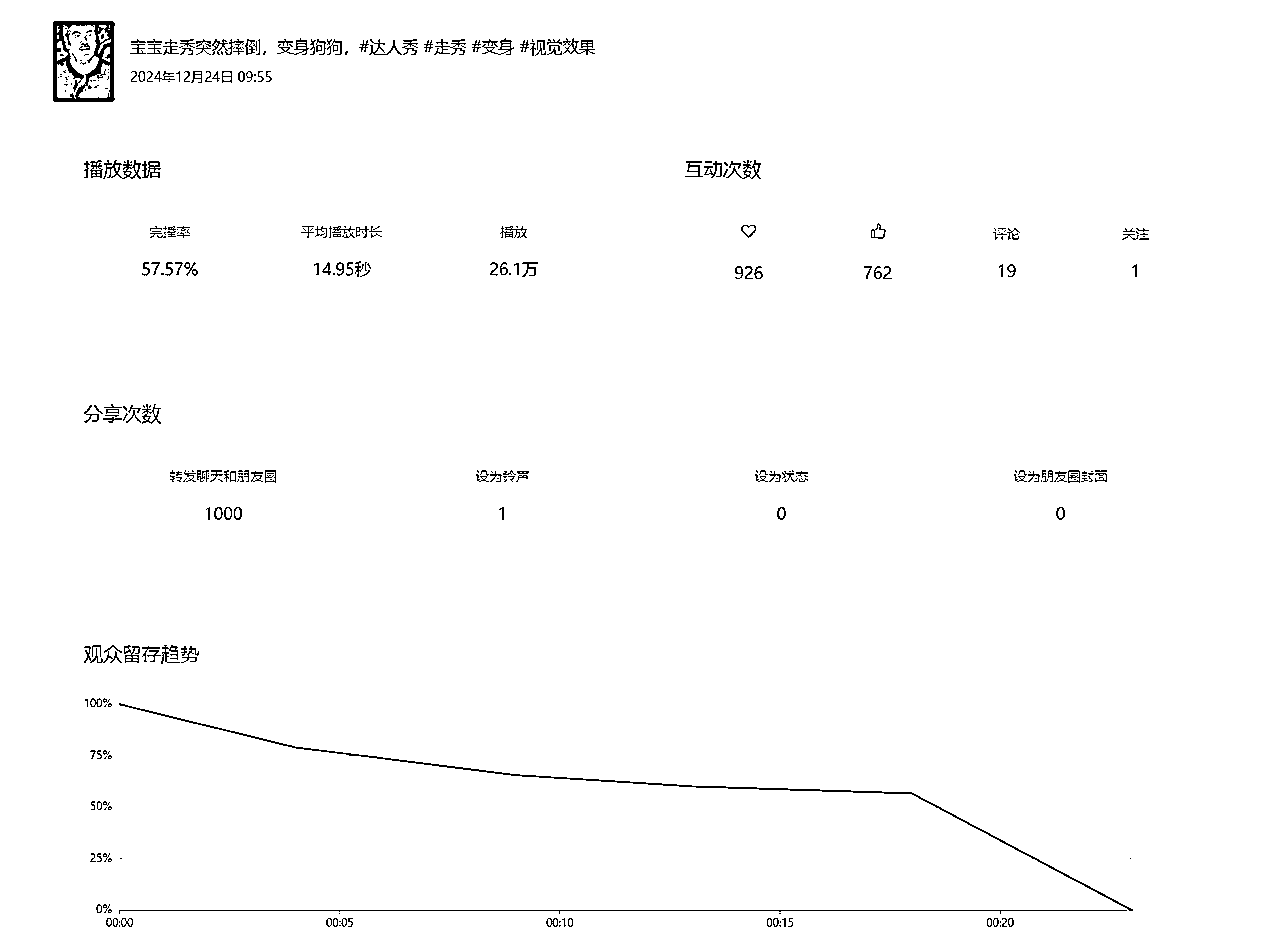 宝宝走秀突然摔倒，变身狗狗，#达人秀 #走秀 #变身 #视觉效果
2024年12月24日 09:55
播放数据
完播率
平均播放时长
播放
57.57%
14.95秒
26.1万
互动次数
评论
关注
926
762
19
1
分享次数
转发聊天和朋友圈
设为铃声
设为状态
设为朋友圈封面
1000
1
0
0
观众留存趋势
100%
75%
50%
25%
0%
00:00
00:05
00:10
00:15
00:20